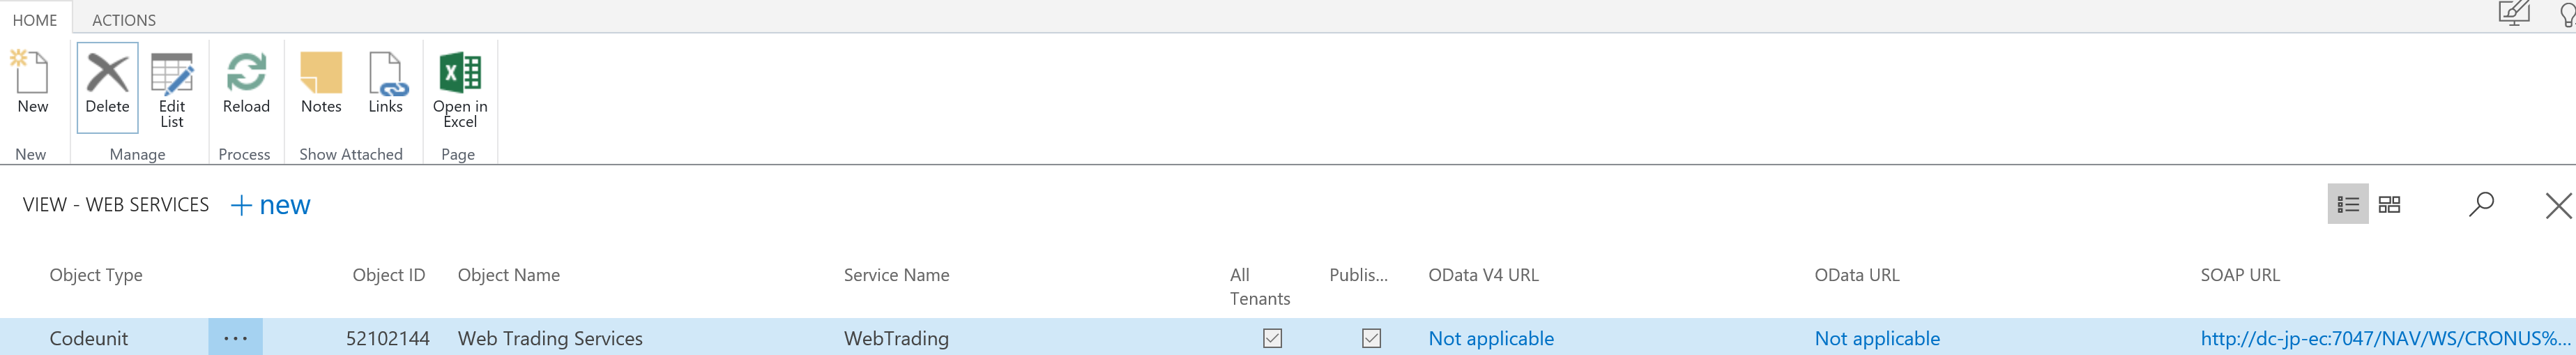 HOME ACTIONS
New Delete Edit List Reload Notes Links Open in Excel
New Manage Process Show Attached Page
VIEW - WEB SERVICES + new
Object Type Object ID Object Name Service Name All Tenants Publis... OData V4 URL OData URL SOAP URL
Codeunit ... 52102144 Web Trading Services WebTrading Not applicable Not applicable http://dc-jp-ec:7047/NAV/WS/CRONUS%...